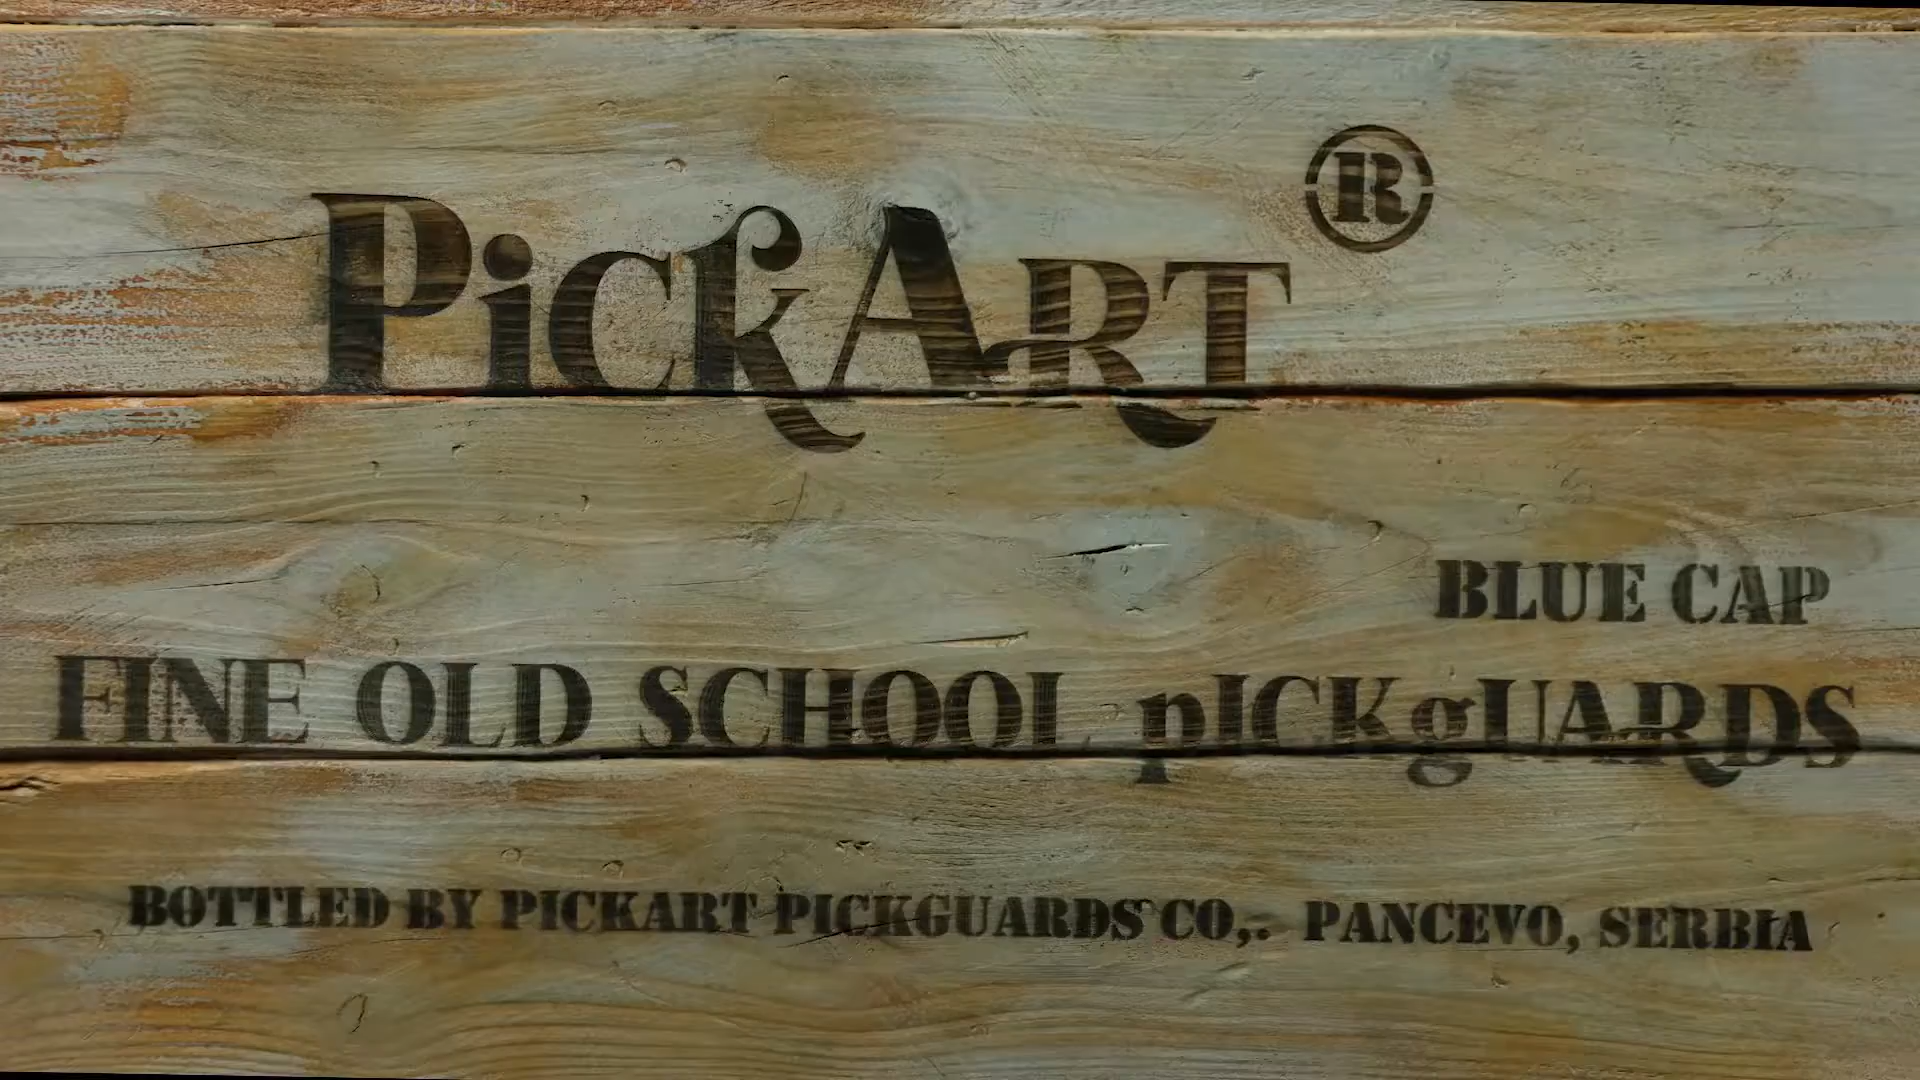 PickART ®
BLUE CAP
FINE OLD SCHOOL pICKgUARDS
BOTTLED BY PICKART PICKGUARDS CO,. PANCEVO, SERBIA